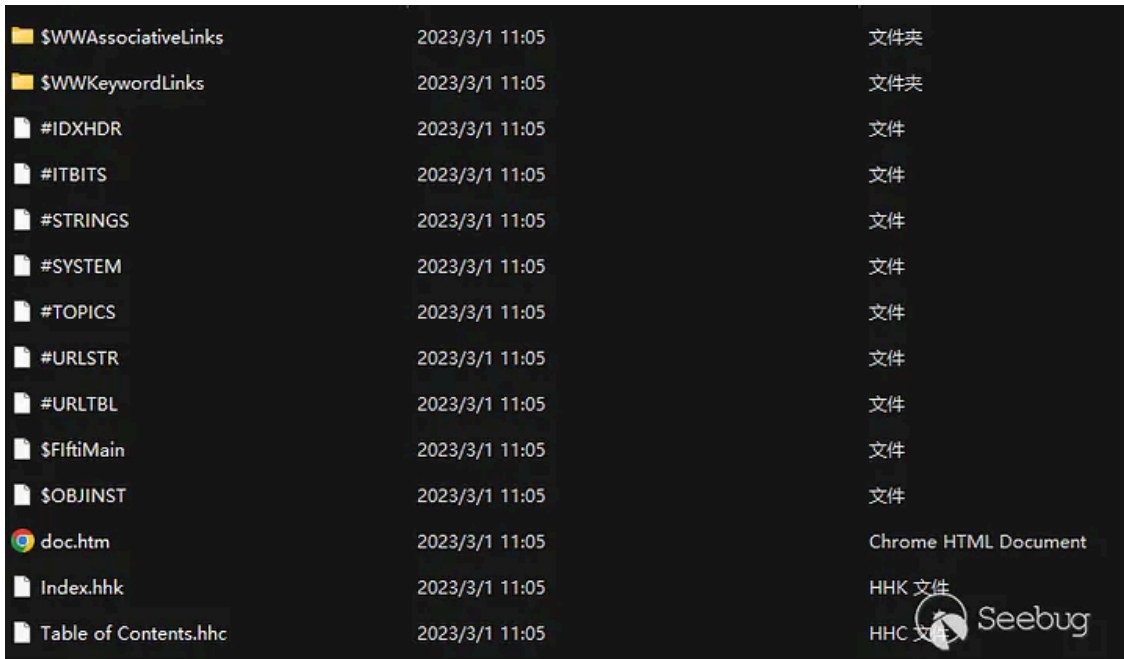 $WWAssociativeLinks 2023/3/1 11:05 文件夹
$WWKeywordLinks 2023/3/1 11:05 文件夹
#IDXHDR 2023/3/1 11:05 文件
#ITBITS 2023/3/1 11:05 文件
#STRINGS 2023/3/1 11:05 文件
#SYSTEM 2023/3/1 11:05 文件
#TOPICS 2023/3/1 11:05 文件
#URLSTR 2023/3/1 11:05 文件
#URLTBL 2023/3/1 11:05 文件
$FIftiMain 2023/3/1 11:05 文件
$OBJINST 2023/3/1 11:05 文件
doc.htm 2023/3/1 11:05 Chrome HTML Document
Index.hhk 2023/3/1 11:05 HHK 文件
Table of Contents.hhc 2023/3/1 11:05 HHC 文件
Seebug